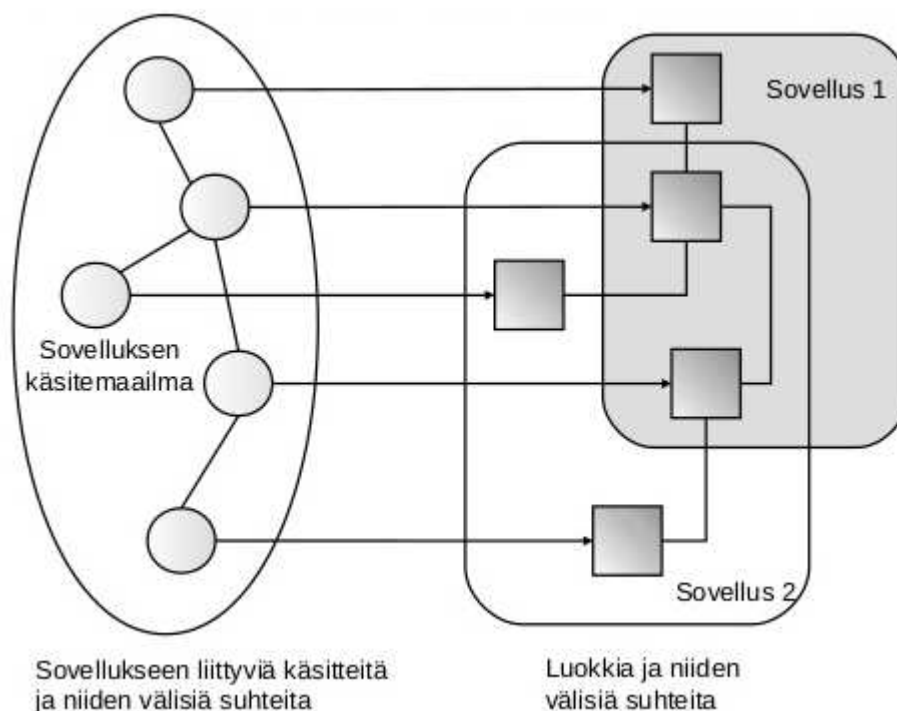 Sovellus 1
Sovelluksen
käsitemaailma
Sovellus 2
Sovellukseen liittyviä käsitteitä
ja niiden välisiä suhteita
Luokkia ja niiden
välisiä suhteita